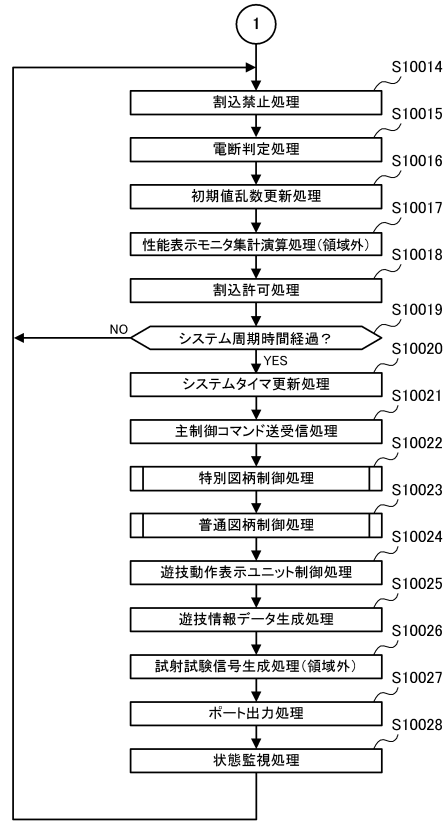 1
S10014
割込禁止処理
S10015
電断判定処理
S10016
初期値乱数更新処理
S10017
性能表示モニタ集計演算処理(領域外)
S10018
割込許可処理
S10019
NO
システム周期時間経過?
YES
S10020
システムタイマ更新処理
S10021
主制御コマンド送受信処理
S10022
特別図柄制御処理
S10023
普通図柄制御処理
S10024
遊技動作表示ユニット制御処理
S10025
遊技情報データ生成処理
S10026
試射試験信号生成処理(領域外)
S10027
ポート出力処理
S10028
状態監視処理